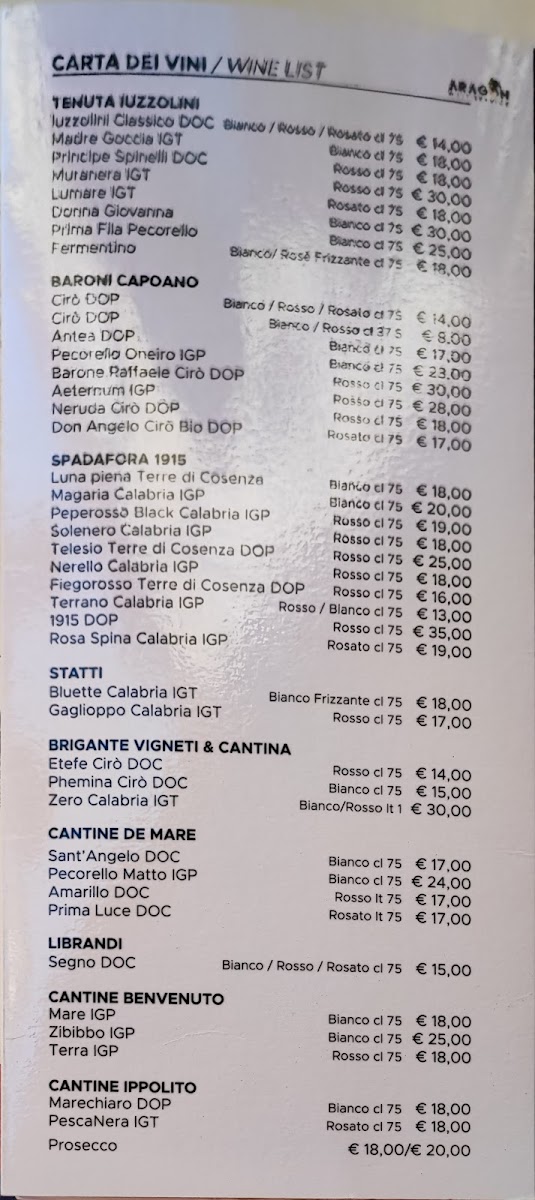 CARTA DEI VINI / WINE LIST
ARAGON
TENUTA IUZZOLINI
Iuzzolini Classico DOC Bianco / Rosso / Rosato cl 75 € 14,00
Madre Goccia IGT Bianco cl 75 € 18,00
Principe Spinelli DOC Rosso cl 75 € 18,00
Muranera IGT Rosso cl 75 € 30,00
Lumare IGT Rosato cl 75 € 18,00
Donna Giovanna Bianco cl 75 € 30,00
Prima Fila Pecorello Bianco cl 75 € 25,00
Fermentino Bianco/ Rosé Frizzante cl 75 € 18,00
BARONI CAPOANO
Cirò DOP Bianco / Rosso / Rosato cl 75 € 14,00
Cirò DOP Bianco / Rosso cl 37 5 € 8,00
Antea DOP Bianco cl 75 € 17,00
Pecorello Oneiro IGP Bianco cl 75 € 23,00
Barone Raffaele Cirò DOP Rosso cl 75 € 30,00
Aeternum IGP Rosso cl 75 € 28,00
Neruda Cirò DOP Rosso cl 75 € 18,00
Don Angelo Cirò Bio DOP Rosato cl 75 € 17,00
SPADAFORA 1915
Luna piena Terre di Cosenza Bianco cl 75 € 18,00
Magaria Calabria IGP Bianco cl 75 € 20,00
Peperosso Black Calabria IGP Rosso cl 75 € 19,00
Solenero Calabria IGP Rosso cl 75 € 18,00
Telesio Terre di Cosenza DOP Rosso cl 75 € 25,00
Nerello Calabria IGP Rosso cl 75 € 18,00
Fiegorosso Terre di Cosenza DOP Rosso cl 75 € 16,00
Terrano Calabria IGP Rosso / Blanco cl 75 € 13,00
1915 DOP Rosso cl 75 € 35,00
Rosa Spina Calabria IGP Rosato cl 75 € 19,00
STATTI
Bluette Calabria IGT Bianco Frizzante cl 75 € 18,00
Gaglioppo Calabria IGT Rosso cl 75 € 17,00
BRIGANTE VIGNETI & CANTINA
Etefe Cirò DOC Rosso cl 75 € 14,00
Phemina Cirò DOC Bianco cl 75 € 15,00
Zero Calabria IGT Bianco/Rosso lt 1 € 30,00
CANTINE DE MARE
Sant'Angelo DOC Bianco cl 75 € 17,00
Pecorello Matto IGP Bianco cl 75 € 24,00
Amarillo DOC Rosso lt 75 € 17,00
Prima Luce DOC Rosato lt 75 € 17,00
LIBRANDI
Segno DOC Bianco / Rosso / Rosato cl 75 € 15,00
CANTINE BENVENUTO
Mare IGP Bianco cl 75 € 18,00
Zibibbo IGP Bianco cl 75 € 25,00
Terra IGP Rosso cl 75 € 18,00
CANTINE IPPOLITO
Marechiaro DOP Bianco cl 75 € 18,00
PescaNera IGT Rosato cl 75 € 18,00
Prosecco € 18,00/€ 20,00